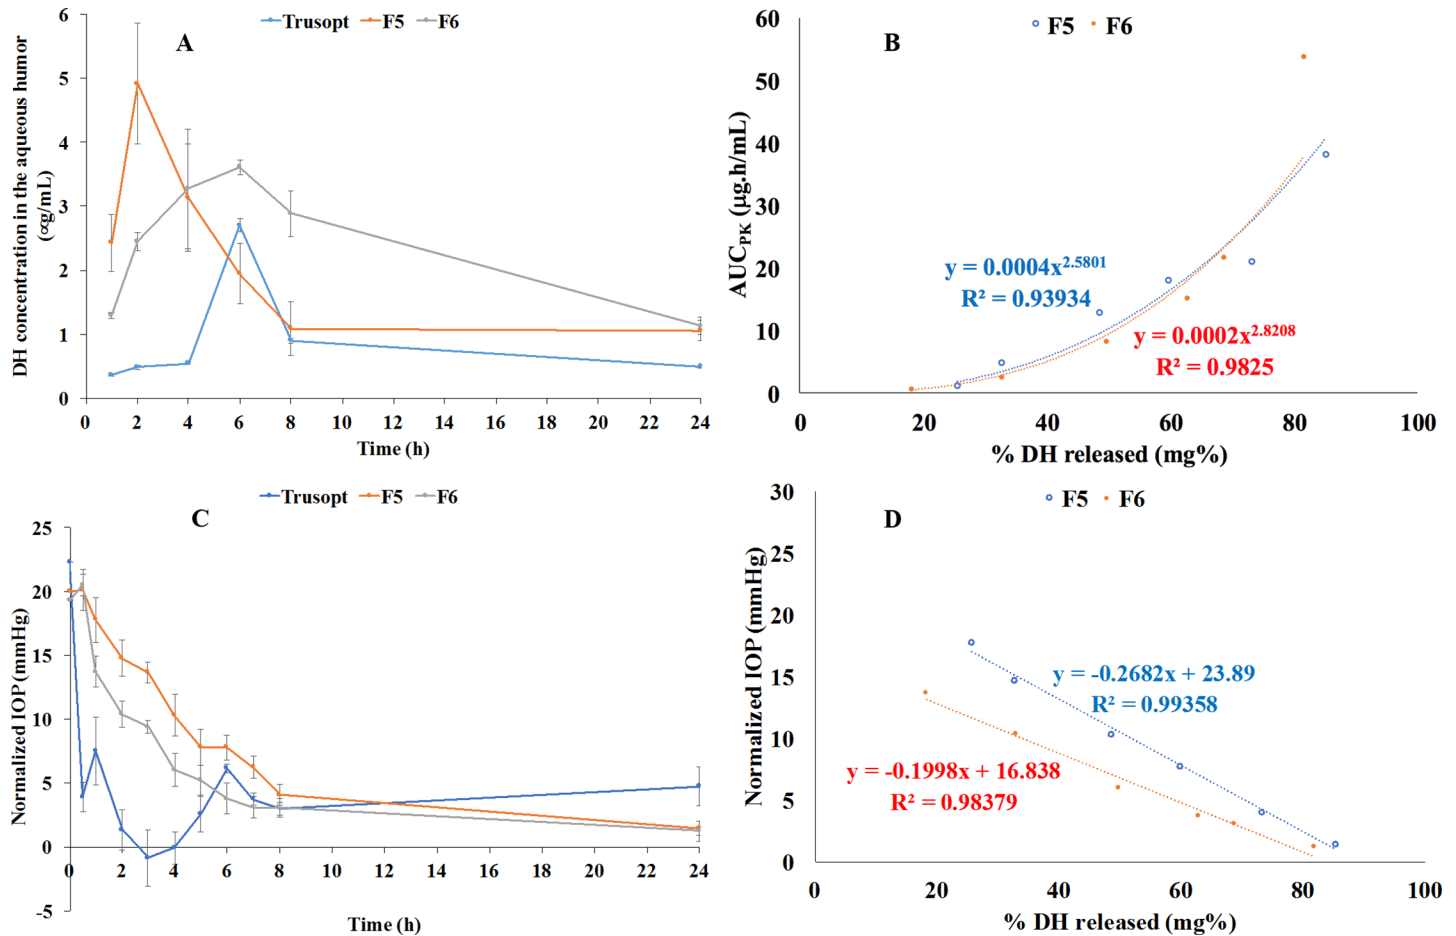 Trusopt F5 F6
A
DH concentration in the aqueous humor
(αg/mL)
6
5
4
3
2
1
0
0 2 4 6 8 10 12 14 16 18 20 22 24
Time (h)
F5 F6
B
AUCPK (µg.h/mL)
60
50
40
30
20
10
0
y = 0.0004x^2.5801
R² = 0.93934
y = 0.0002x^2.8208
R² = 0.9825
0 20 40 60 80 100
% DH released (mg%)
Trusopt F5 F6
C
Normalized IOP (mmHg)
25
20
15
10
5
0
-5
0 2 4 6 8 10 12 14 16 18 20 22 24
Time (h)
F5 F6
D
Normalized IOP (mmHg)
30
25
20
15
10
5
0
y = -0.2682x + 23.89
R² = 0.99358
y = -0.1998x + 16.838
R² = 0.98379
0 20 40 60 80 100
% DH released (mg%)